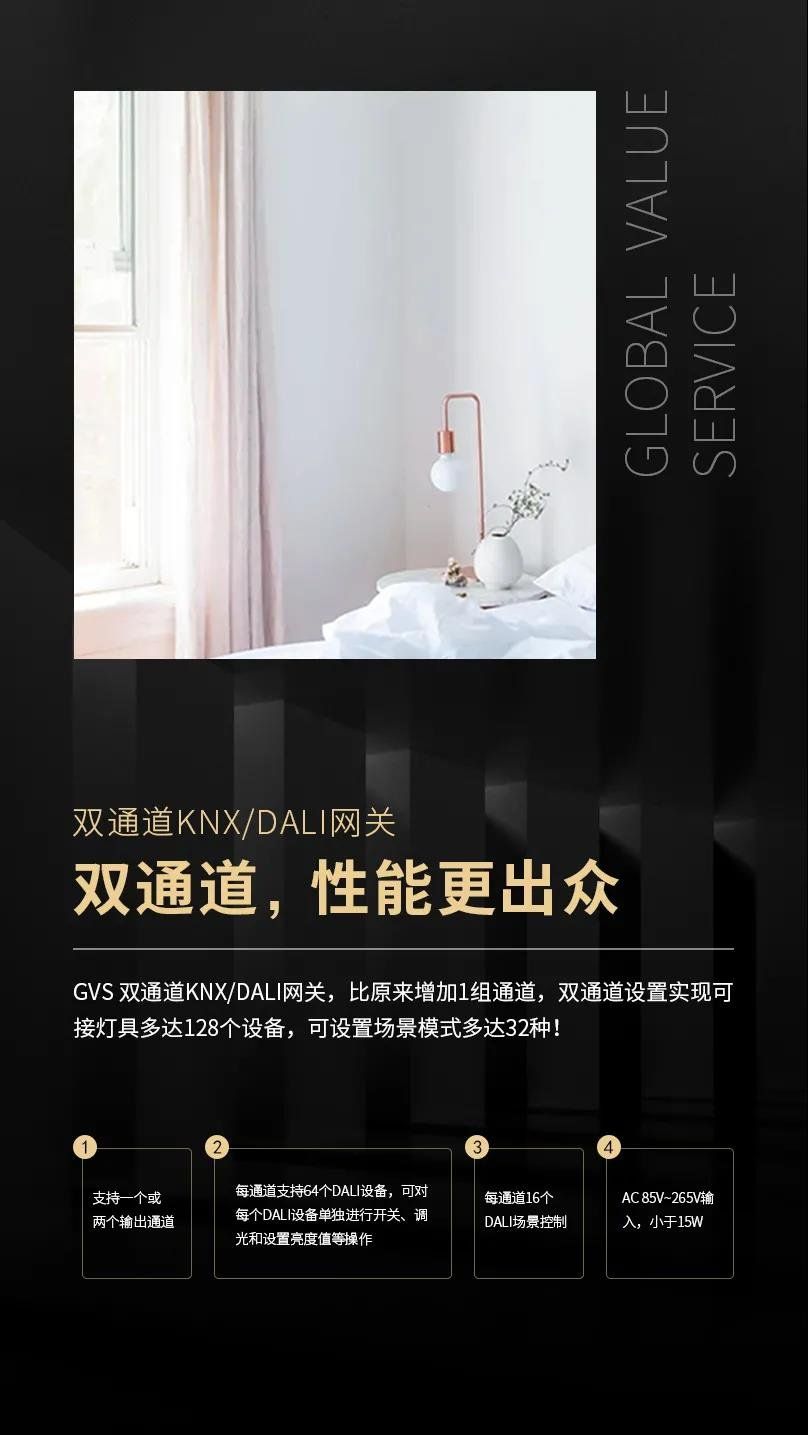 GLOBAL VALUE
SERVICE
双通道KNX/DALI网关
双通道，性能更出众
GVS 双通道KNX/DALI网关，比原来增加1组通道，双通道设置实现可
接灯具多达128个设备，可设置场景模式多达32种！
1
支持一个或
两个输出通道
2
每通道支持64个DALI设备，可对
每个DALI设备单独进行开关、调
光和设置亮度值等操作
3
每通道16个
DALI场景控制
4
AC 85V~265V输
入，小于15W